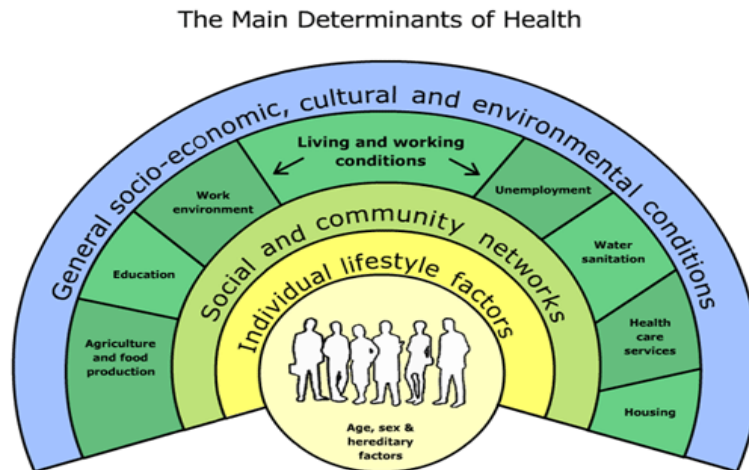 The Main Determinants of Health
General socio-economic, cultural and environmental conditions
Living and working
conditions
Work
environment
Unemployment
Education
Water
sanitation
Agriculture
and food
production
Health
care
services
Housing
Social and community networks
Individual lifestyle factors
Age, sex &
hereditary
factors